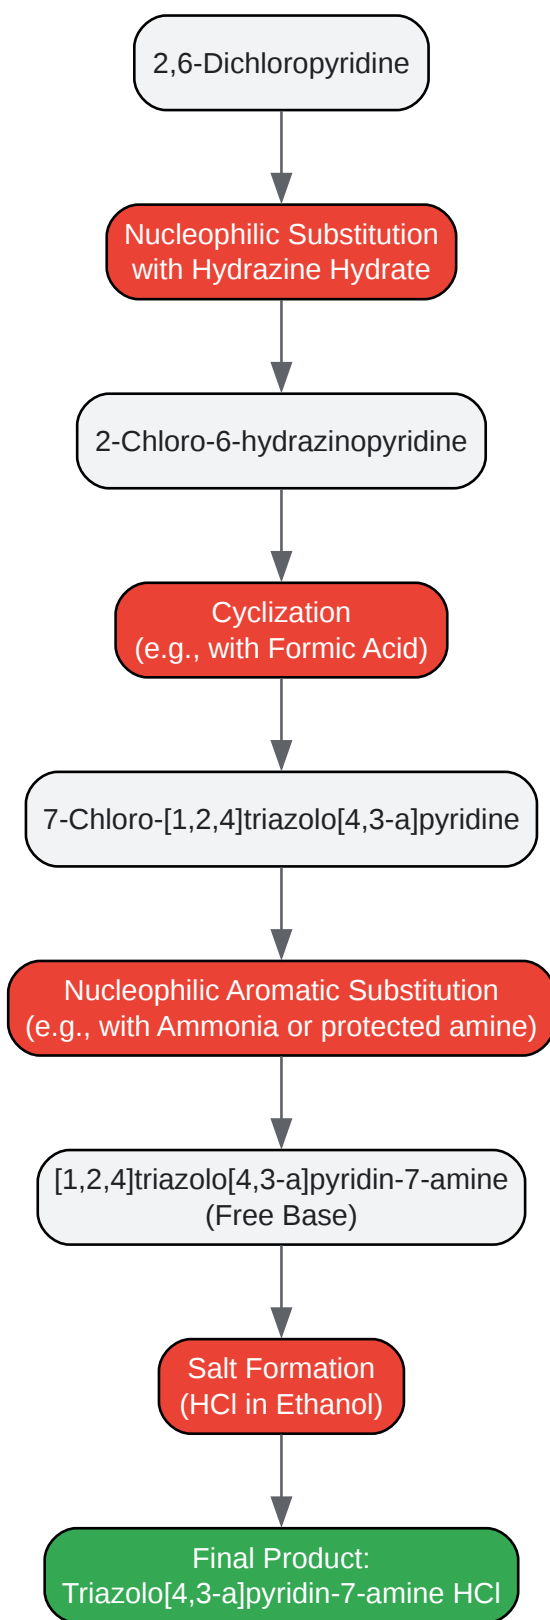 2,6-Dichloropyridine
Nucleophilic Substitution
with Hydrazine Hydrate
2-Chloro-6-hydrazinopyridine
Cyclization
(e.g., with Formic Acid)
7-Chloro-[1,2,4]triazolo[4,3-a]pyridine
Nucleophilic Aromatic Substitution
(e.g., with Ammonia or protected amine)
[1,2,4]triazolo[4,3-a]pyridin-7-amine
(Free Base)
Salt Formation
(HCl in Ethanol)
Final Product:
Triazolo[4,3-a]pyridin-7-amine HCl